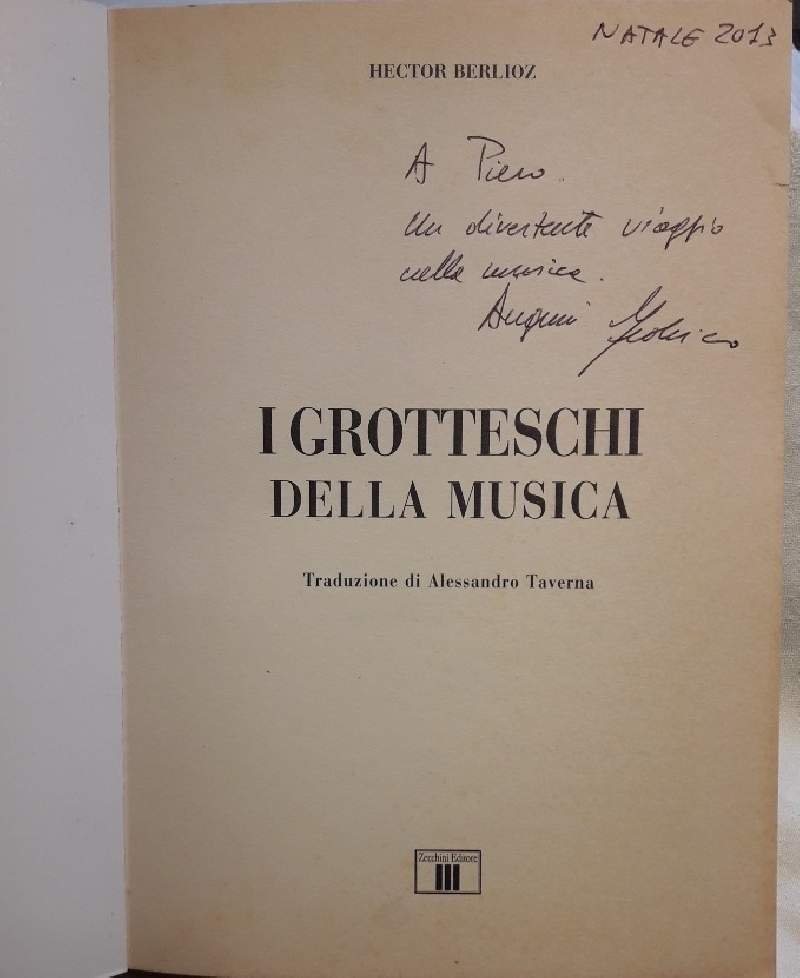 NATALE 2013
HECTOR BERLIOZ
A Piero.
Un divertente viaggio
nella musica.
Auguri
I GROTTESCHI
DELLA MUSICA
Traduzione di Alessandro Taverna
Zecchini Editore